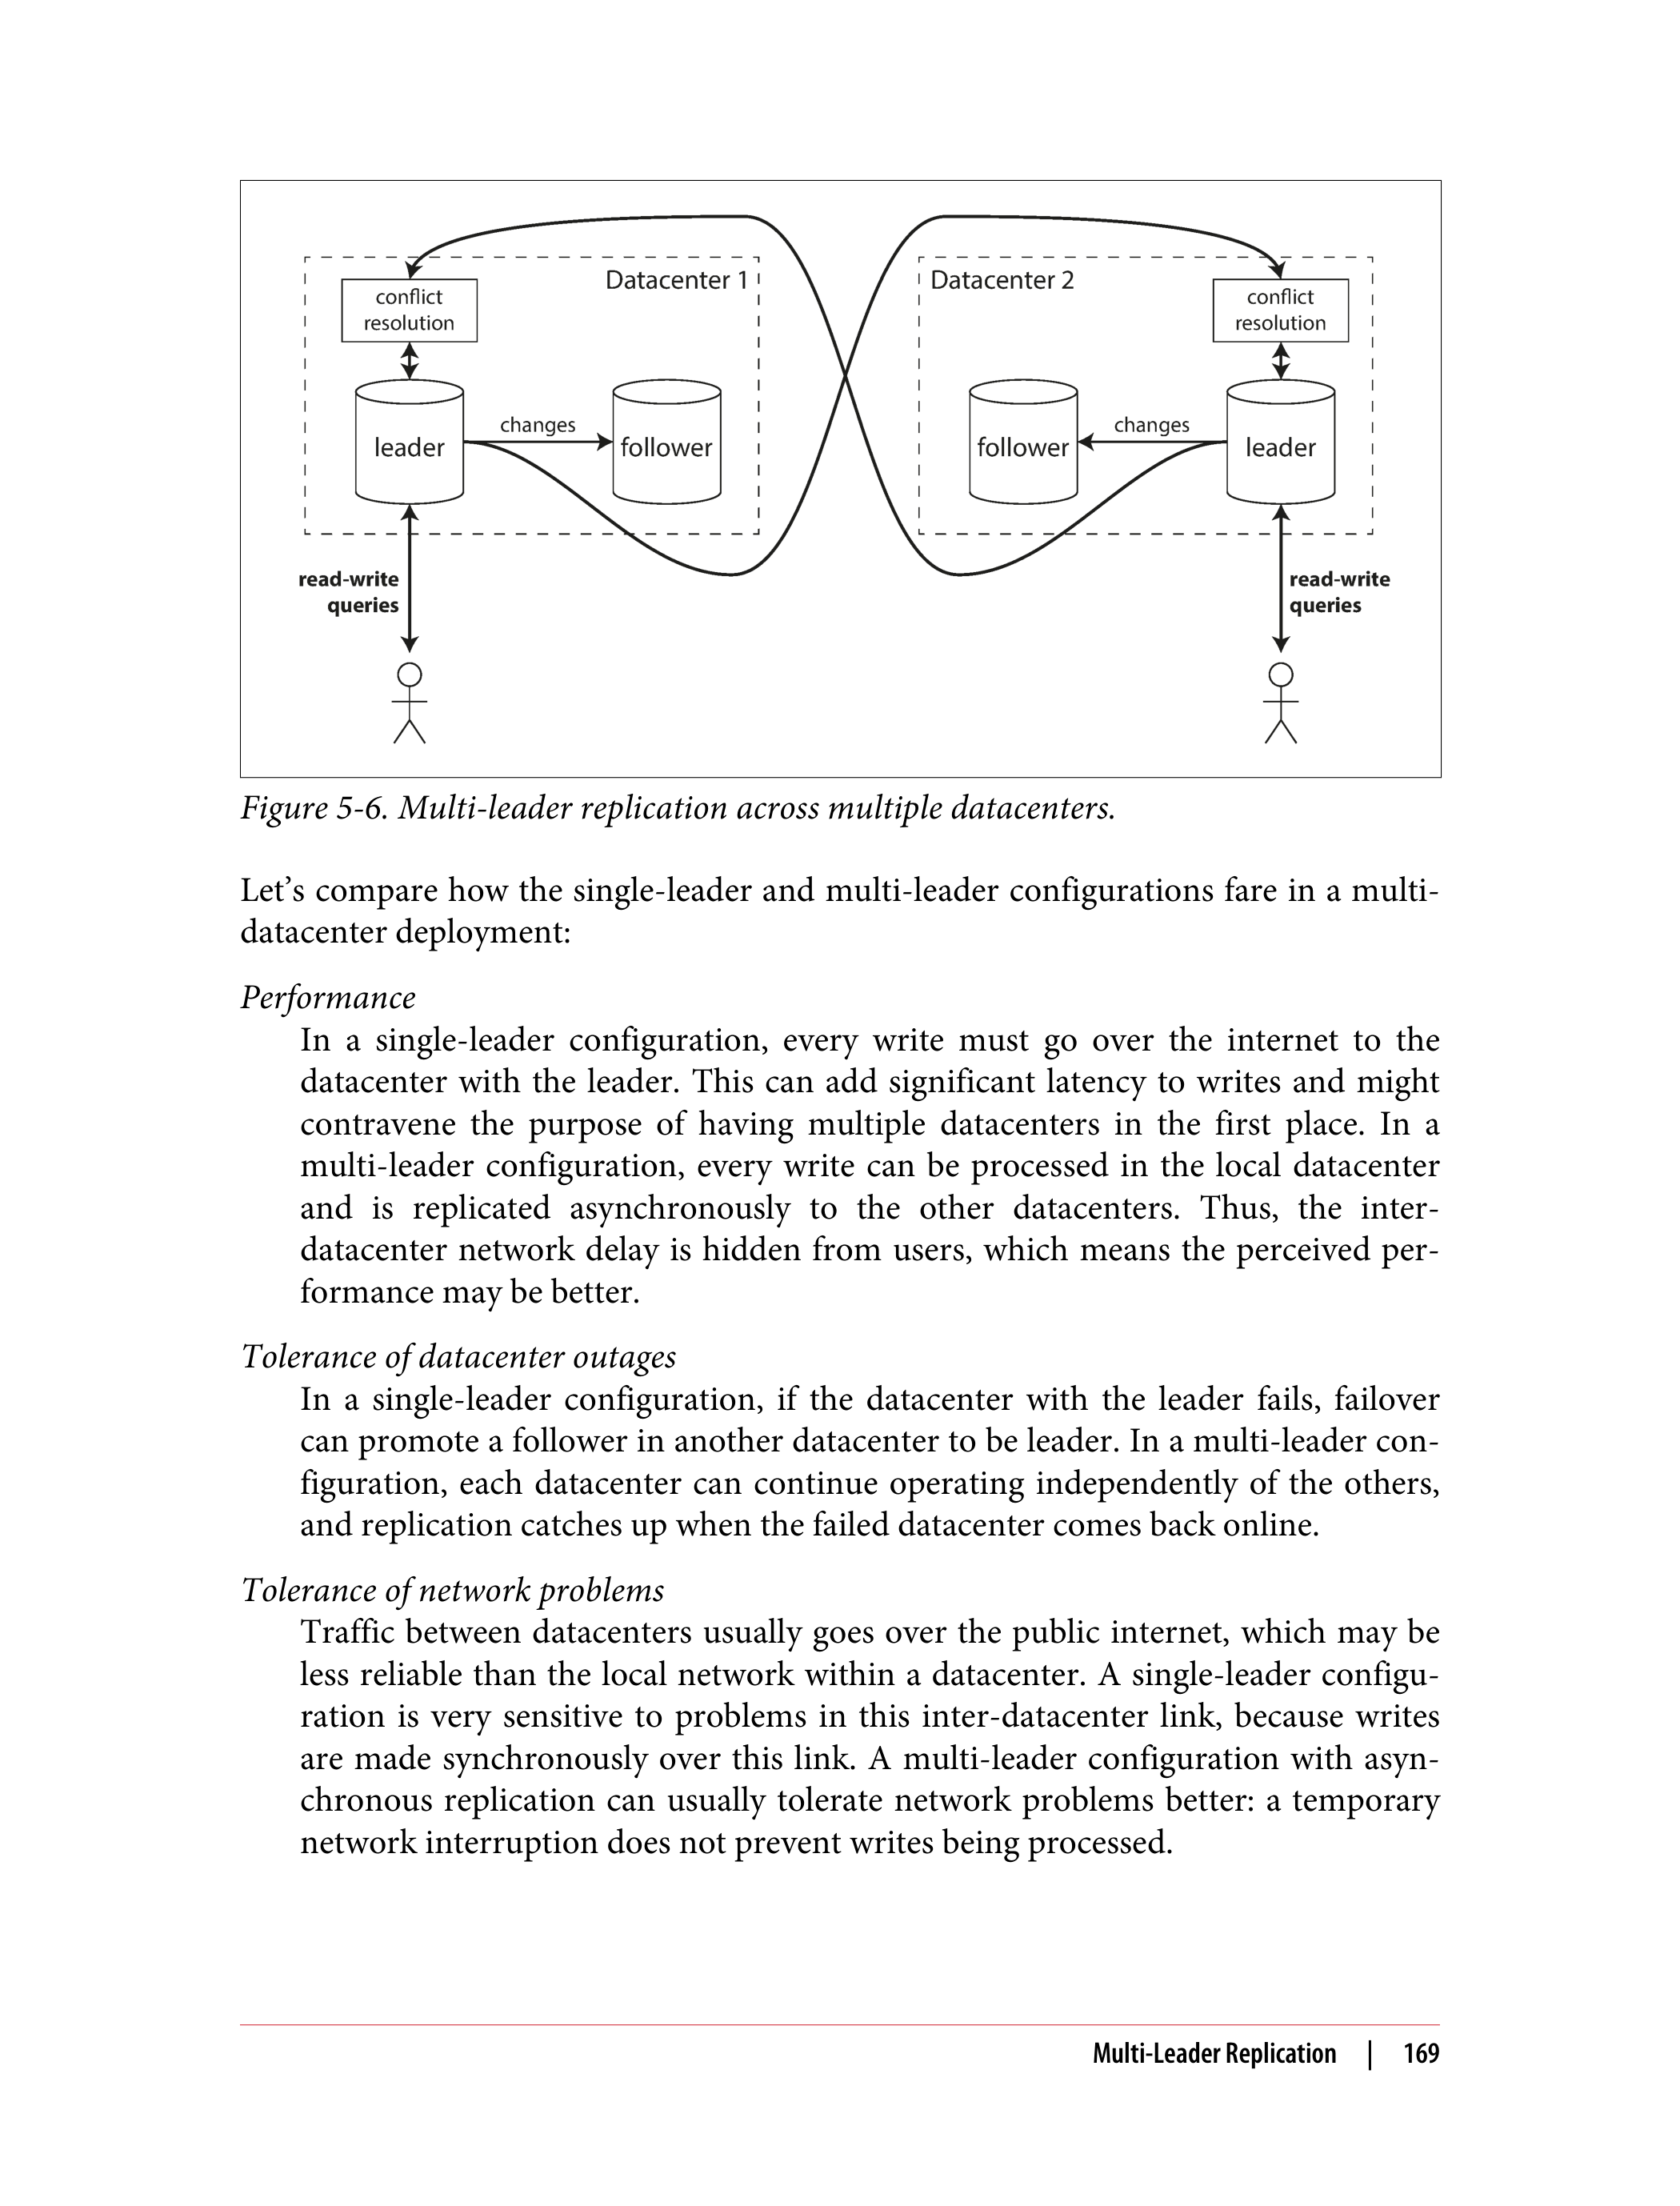 Datacenter 1
Datacenter 2
conflict
resolution
conflict
resolution
changes
changes
leader
follower
follower
leader
read-write
queries
read-write
queries
Figure 5-6. Multi-leader replication across multiple datacenters.
Let’s compare how the single-leader and multi-leader configurations fare in a multi-
datacenter deployment:
Performance
In a single-leader configuration, every write must go over the internet to the
datacenter with the leader. This can add significant latency to writes and might
contravene the purpose of having multiple datacenters in the first place. In a
multi-leader configuration, every write can be processed in the local datacenter
and is replicated asynchronously to the other datacenters. Thus, the inter-
datacenter network delay is hidden from users, which means the perceived per-
formance may be better.
Tolerance of datacenter outages
In a single-leader configuration, if the datacenter with the leader fails, failover
can promote a follower in another datacenter to be leader. In a multi-leader con-
figuration, each datacenter can continue operating independently of the others,
and replication catches up when the failed datacenter comes back online.
Tolerance of network problems
Traffic between datacenters usually goes over the public internet, which may be
less reliable than the local network within a datacenter. A single-leader configu-
ration is very sensitive to problems in this inter-datacenter link, because writes
are made synchronously over this link. A multi-leader configuration with asyn-
chronous replication can usually tolerate network problems better: a temporary
network interruption does not prevent writes being processed.
Multi-Leader Replication | 169